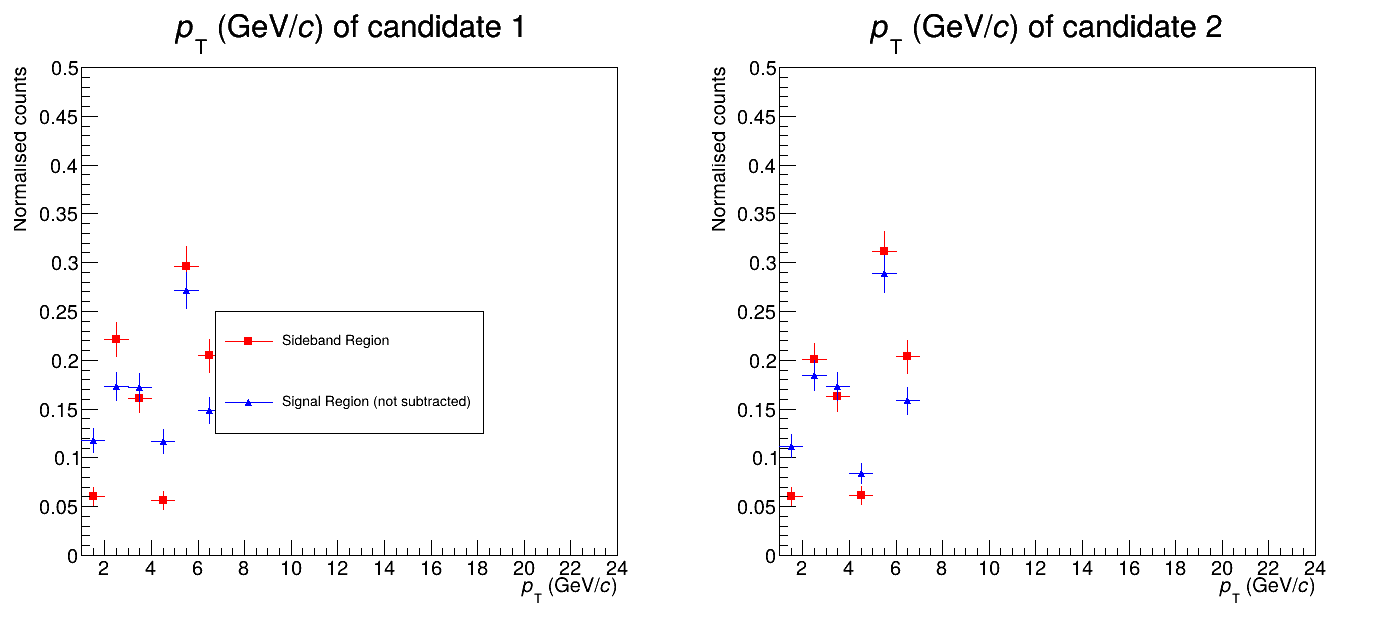 pT (GeV/c) of candidate 1
Normalised counts
0.5
0.45
0.4
0.35
0.3
0.25
0.2
0.15
0.1
0.05
0
Sideband Region
Signal Region (not subtracted)
2 4 6 8 10 12 14 16 18 20 22 24
pT (GeV/c)
pT (GeV/c) of candidate 2
Normalised counts
0.5
0.45
0.4
0.35
0.3
0.25
0.2
0.15
0.1
0.05
0
2 4 6 8 10 12 14 16 18 20 22 24
pT (GeV/c)